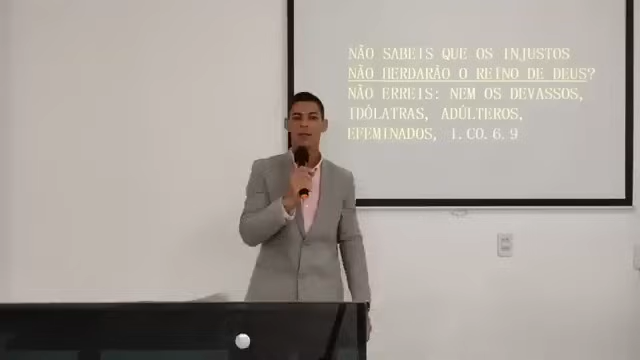 NÃO SABEIS QUE OS INJUSTOS
NÃO HERDARÃO O REINO DE DEUS?
NÃO ERREIS: NEM OS DEVASSOS,
IDÓLATRAS, ADÚLTEROS,
EFEMINADOS, 1.CO.6.9